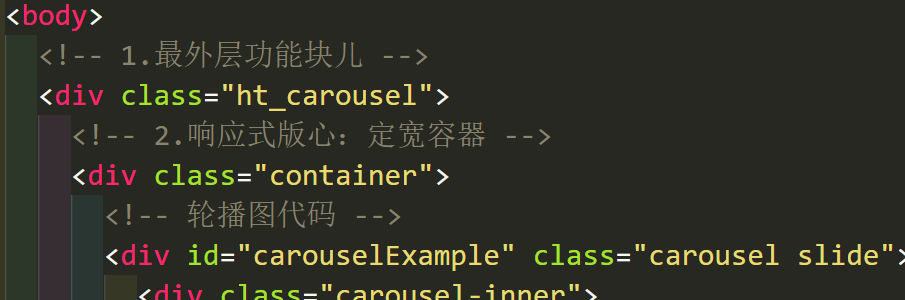 <body>
<!-- 1.最外层功能块儿 -->
<div class="ht_carousel">
<!-- 2.响应式版心：定宽容器 -->
<div class="container">
<!-- 轮播图代码 -->
<div id="carouselExample" class="carousel slide">
<div class="carousel-inner">